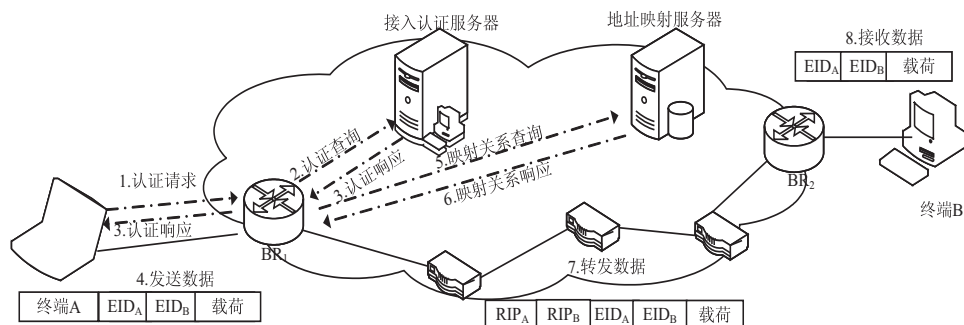 接入认证服务器
地址映射服务器
8.接收数据
EIDA EIDB 载荷
2.认证查询
3.认证响应
5.映射关系查询
6.映射关系响应
1.认证请求
3.认证响应
BR1
BR2
终端B
4.发送数据
终端A EIDA EIDB 载荷
7.转发数据
RIPA RIPB EIDA EIDB 载荷